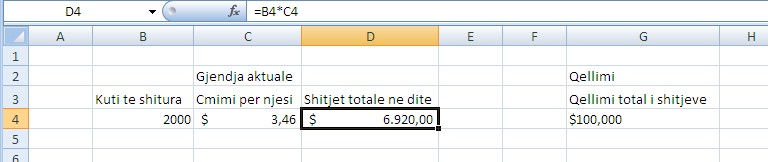 D4 fx =B4*C4
A B C D E F G H
1
2 Gjendja aktuale Qellimi
3 Kuti te shitura Cmimi per njesi Shitjet totale ne dite Qellimi total i shitjeve
4 2000 $ 3,46 $ 6.920,00 $100,000
5
6